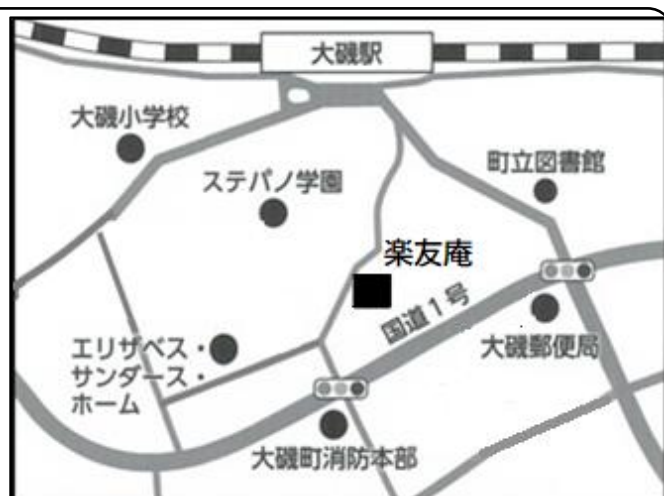 大磯駅
大磯小学校
ステパノ学園
町立図書館
楽友庵
国道1号
エリザベス・
サンダース・
ホーム
大磯郵便局
大磯町消防本部